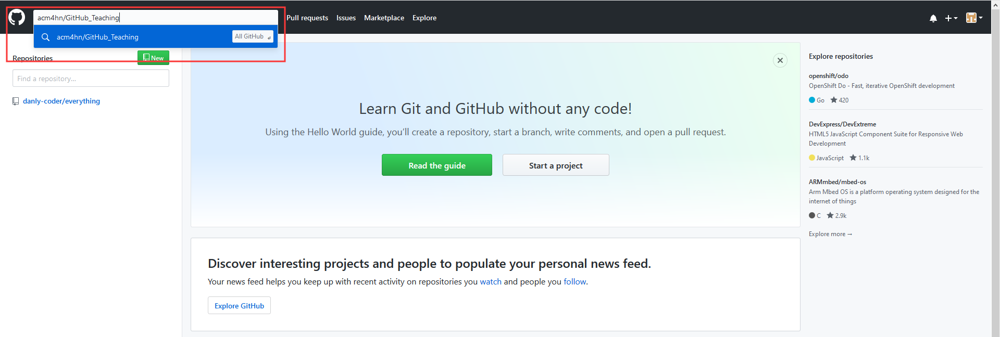 acm4hn/GitHub_Teaching
Pull requests Issues Marketplace Explore
acm4hn/GitHub_Teaching All GitHub
Repositories New
Find a repository...
danly-coder/everything
Learn Git and GitHub without any code!
Using the Hello World guide, you’ll create a repository, start a branch, write comments, and open a pull request.
Read the guide Start a project
Discover interesting projects and people to populate your personal news feed.
Your news feed helps you keep up with recent activity on repositories you watch and people you follow.
Explore GitHub
Explore repositories
openshift/odo
OpenShift Do - Fast, iterative OpenShift development
Go ★ 420
DevExpress/DevExtreme
HTML5 JavaScript Component Suite for Responsive Web
Development
JavaScript ★ 1.1k
ARMmbed/mbed-os
Arm Mbed OS is a platform operating system designed for the
internet of things
C ★ 2.9k
Explore more →